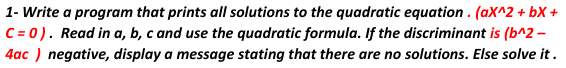 1- Write a program that prints all solutions to the quadratic equation . (aX^2 + bX +
C = 0 ) . Read in a, b, c and use the quadratic formula. If the discriminant is (b^2 –
4ac ) negative, display a message stating that there are no solutions. Else solve it .